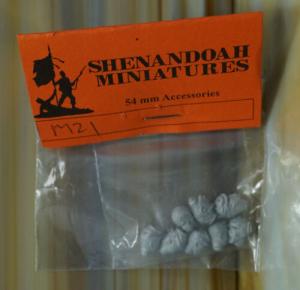 SHENANDOAH
MINIATURES
54 mm Accessories
M21